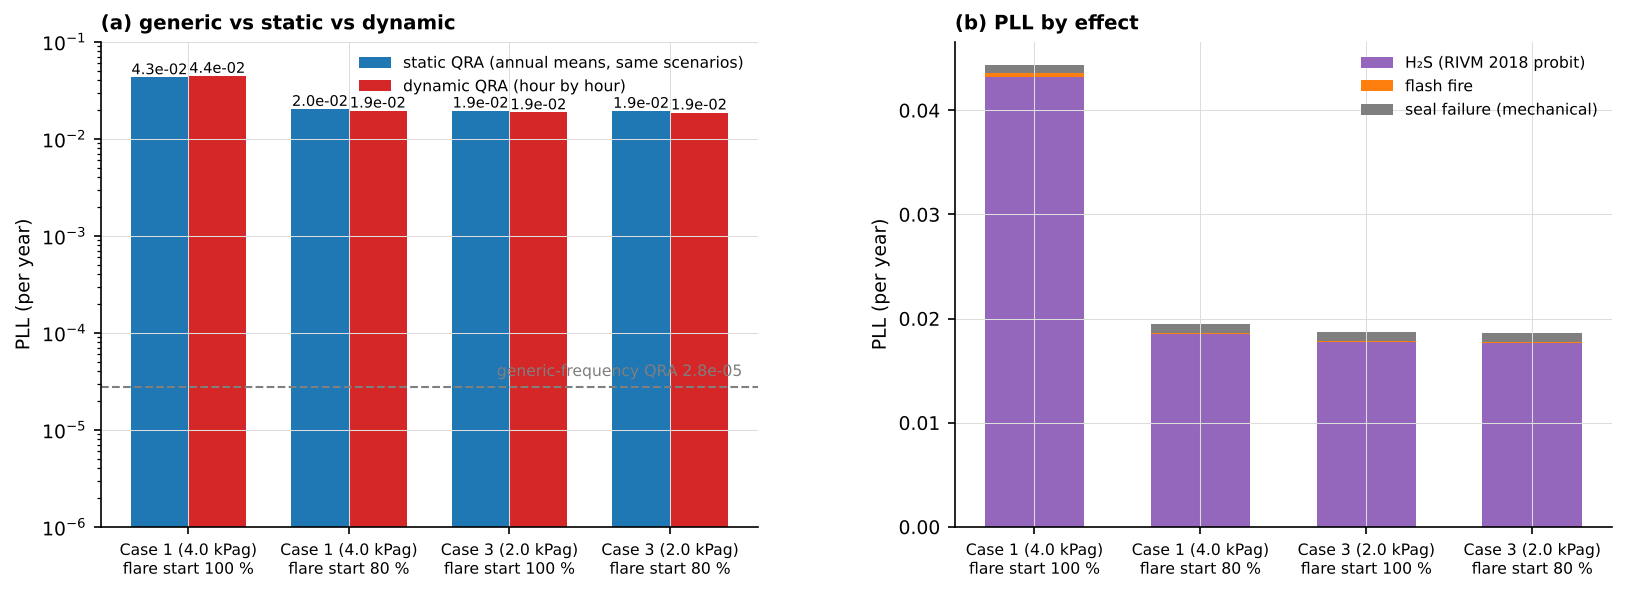 (a) generic vs static vs dynamic
static QRA (annual means, same scenarios)
dynamic QRA (hour by hour)
4.3e-02 4.4e-02
2.0e-02 1.9e-02
1.9e-02 1.9e-02
1.9e-02 1.9e-02
generic-frequency QRA 2.8e-05
PLL (per year)
10⁻¹
10⁻²
10⁻³
10⁻⁴
10⁻⁵
10⁻⁶
Case 1 (4.0 kPag)
flare start 100 %
Case 1 (4.0 kPag)
flare start 80 %
Case 3 (2.0 kPag)
flare start 100 %
Case 3 (2.0 kPag)
flare start 80 %
(b) PLL by effect
H₂S (RIVM 2018 probit)
flash fire
seal failure (mechanical)
PLL (per year)
0.04
0.03
0.02
0.01
0.00
Case 1 (4.0 kPag)
flare start 100 %
Case 1 (4.0 kPag)
flare start 80 %
Case 3 (2.0 kPag)
flare start 100 %
Case 3 (2.0 kPag)
flare start 80 %